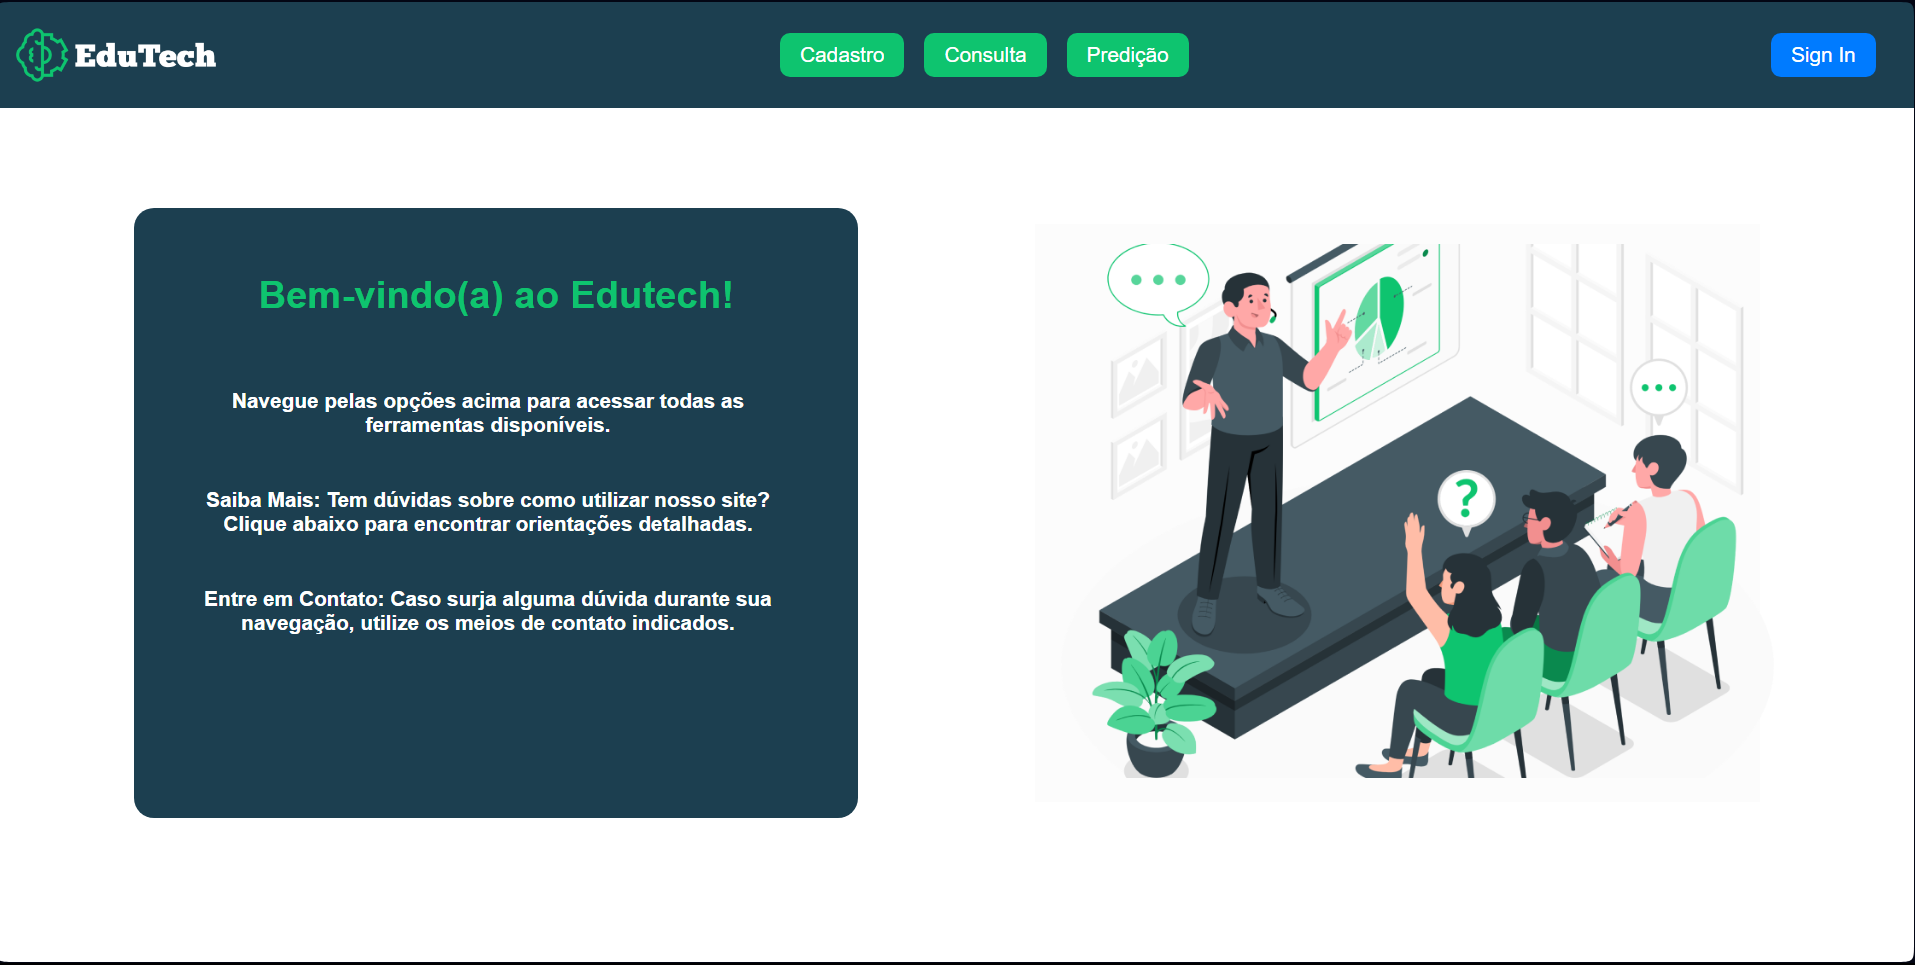 EduTech
Cadastro
Consulta
Predição
Sign In
Bem-vindo(a) ao Edutech!
Navegue pelas opções acima para acessar todas as
ferramentas disponíveis.
Saiba Mais: Tem dúvidas sobre como utilizar nosso site?
Clique abaixo para encontrar orientações detalhadas.
Entre em Contato: Caso surja alguma dúvida durante sua
navegação, utilize os meios de contato indicados.
?